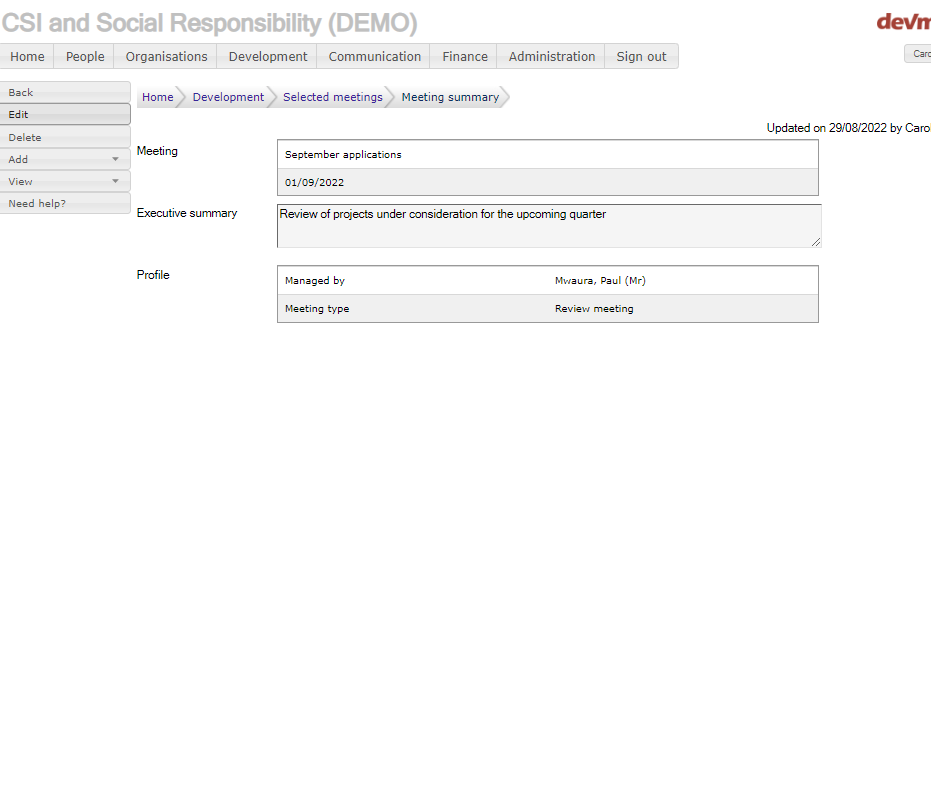 CSI and Social Responsibility (DEMO)
Home People Organisations Development Communication Finance Administration Sign out
Back
Edit
Delete
Add
View
Need help?
Home Development Selected meetings Meeting summary
Meeting
September applications
01/09/2022
Executive summary
Review of projects under consideration for the upcoming quarter
Profile
Managed by Mwaura, Paul (Mr)
Meeting type Review meeting
Updated on 29/08/2022 by